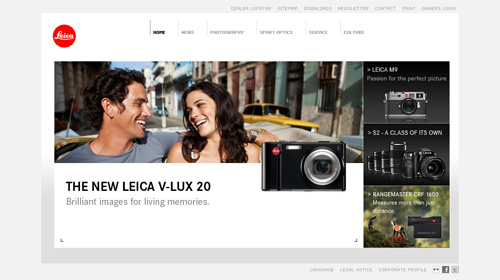 DEALER LOCATOR SITEMAP DOWNLOADS NEWSLETTER CONTACT PRINT OWNERS LOGIN
Leica
HOME NEWS PHOTOGRAPHY SPORT OPTICS SERVICE CULTURE
> LEICA M9
Passion for the perfect picture
> S2 - A CLASS OF ITS OWN
> RANGEMASTER CRF 1600
Measures more than just
distance.
THE NEW LEICA V-LUX 20
Brilliant images for living memories.
LANGUAGE LEGAL NOTICE CORPORATE PROFILE